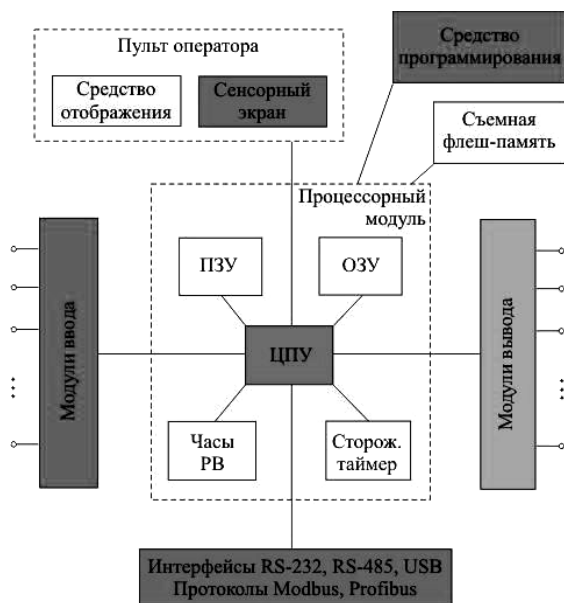 Пульт оператора
Средство
отображения
Сенсорный
экран
Средство
программирования
Съемная
флеш-память
Процессорный
модуль
ПЗУ
ОЗУ
Модули ввода
ЦПУ
Модули вывода
Часы
РВ
Сторож.
таймер
Интерфейсы RS-232, RS-485, USB
Протоколы Modbus, Profibus